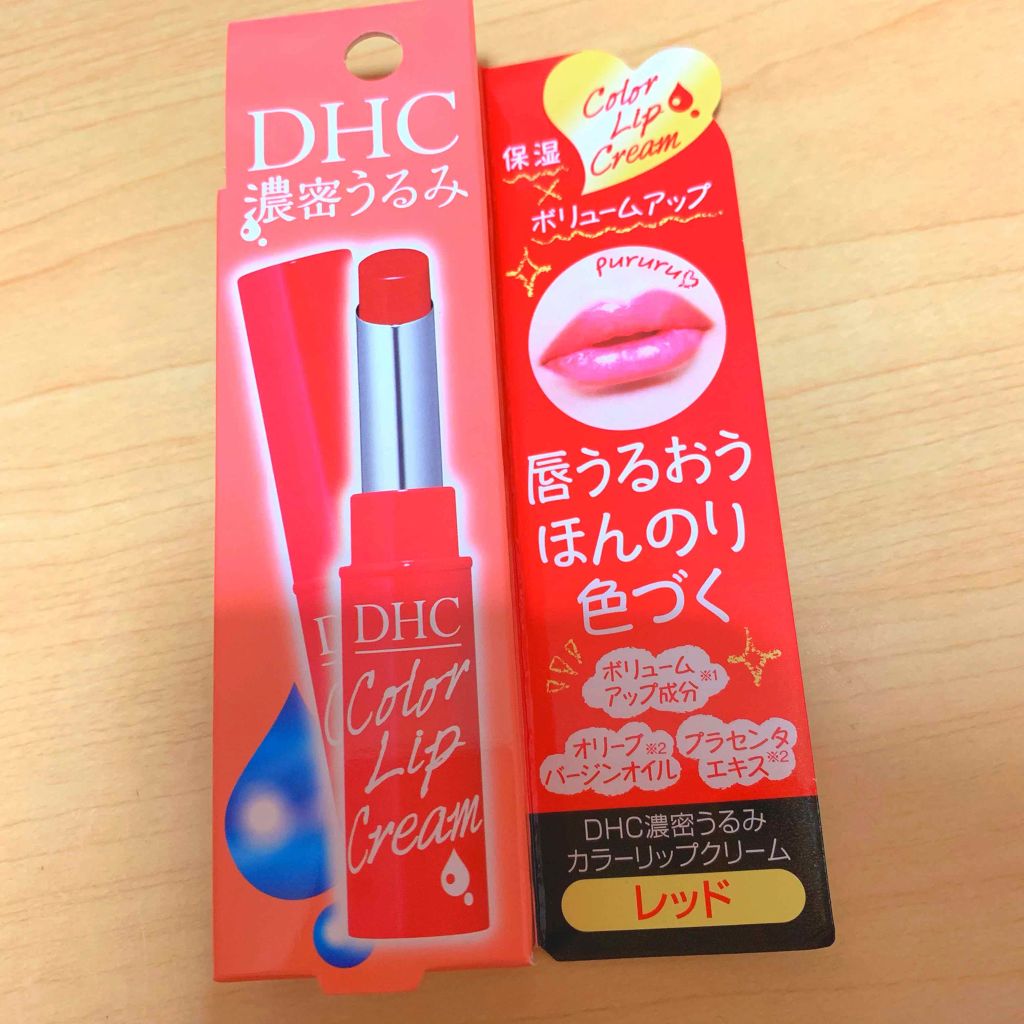 DHC
濃密うるみ
DHC
Color
Lip
Cream
Color
Lip
Cream
保湿
×
ボリュームアップ
pururu
唇うるおう
ほんのり
色づく
ボリューム
アップ成分※1
オリーブ※2
バージンオイル
プラセンタ
エキス※2
DHC濃密うるみ
カラーリップクリーム
レッド